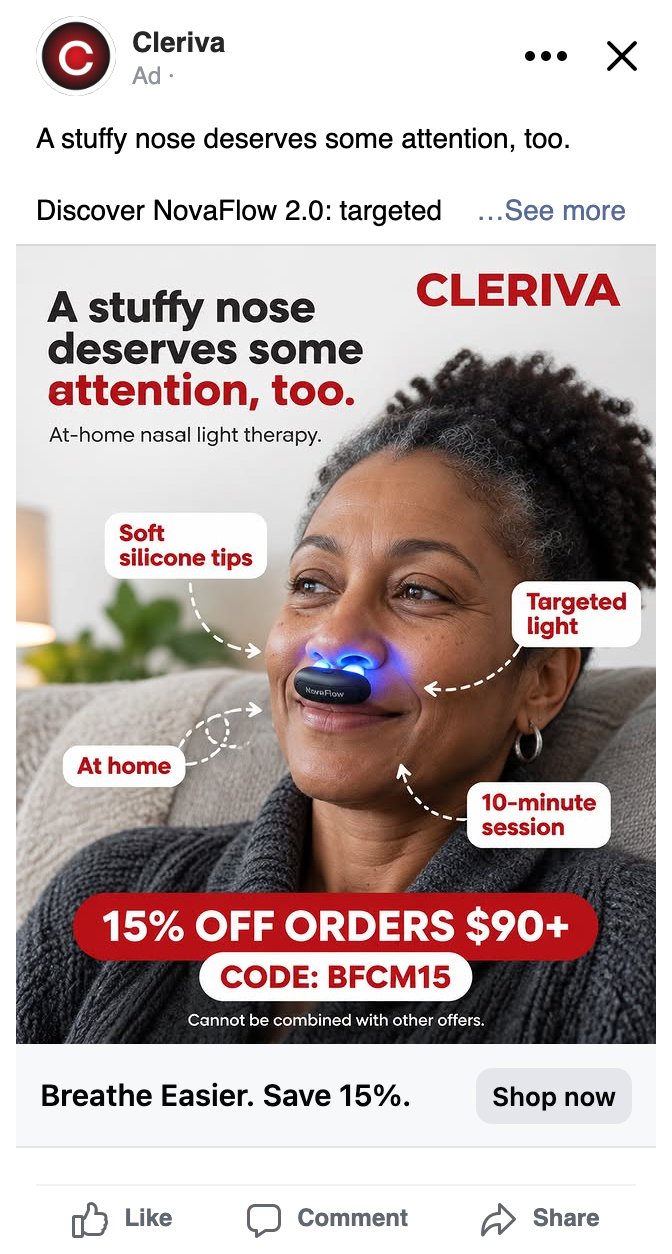 C
Cleriva
Ad ·
A stuffy nose deserves some attention, too.
Discover NovaFlow 2.0: targeted ...See more
CLERIVA
A stuffy nose
deserves some
attention, too.
At-home nasal light therapy.
Soft
silicone tips
Targeted
light
NovaFlow
At home
10-minute
session
15% OFF ORDERS $90+
CODE: BFCM15
Cannot be combined with other offers.
Breathe Easier. Save 15%.
Shop now
Like
Comment
Share